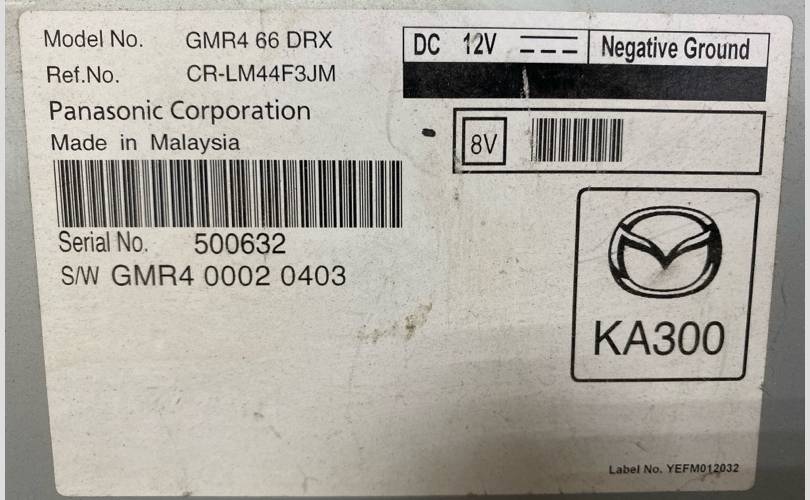 Model No. GMR4 66 DRX
Ref.No. CR-LM44F3JM
Panasonic Corporation
Made in Malaysia
Serial No. 500632
S/W GMR4 0002 0403
DC 12V Negative Ground
8V
KA300
Label No. YEFM012032